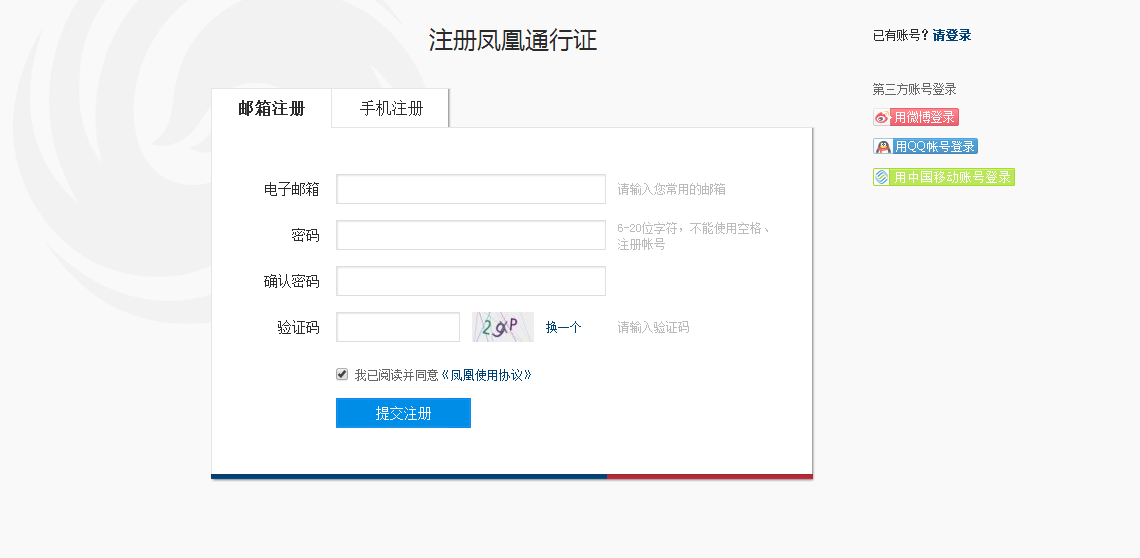 注册凤凰通行证
已有账号？请登录
第三方账号登录
用微博登录
用QQ帐号登录
用中国移动账号登录
邮箱注册
手机注册
电子邮箱
请输入您常用的邮箱
密码
6-20位字符，不能使用空格、
注册帐号
确认密码
验证码
2gxP
换一个
请输入验证码
我已阅读并同意《凤凰使用协议》
提交注册